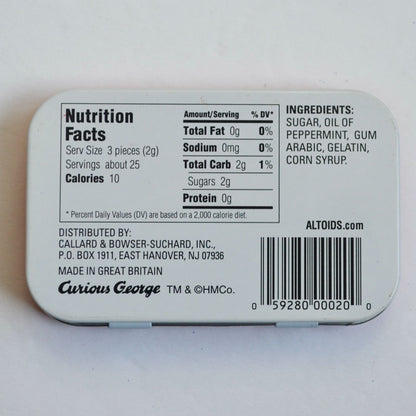 Nutrition
Facts
Serv Size 3 pieces (2g)
Servings about 25
Calories 10
Amount/Serving % DV*
Total Fat 0g 0%
Sodium 0mg 0%
Total Carb 2g 1%
Sugars 2g
Protein 0g
* Percent Daily Values (DV) are based on a 2,000 calorie diet.
INGREDIENTS:
SUGAR, OIL OF
PEPPERMINT, GUM
ARABIC, GELATIN,
CORN SYRUP.
DISTRIBUTED BY:
CALLARD & BOWSER-SUCHARD, INC.,
P.O. BOX 1911, EAST HANOVER, NJ 07936
MADE IN GREAT BRITAIN
Curious George TM & ©HMCo.
ALTOIDS.com
0 59280 00020 0